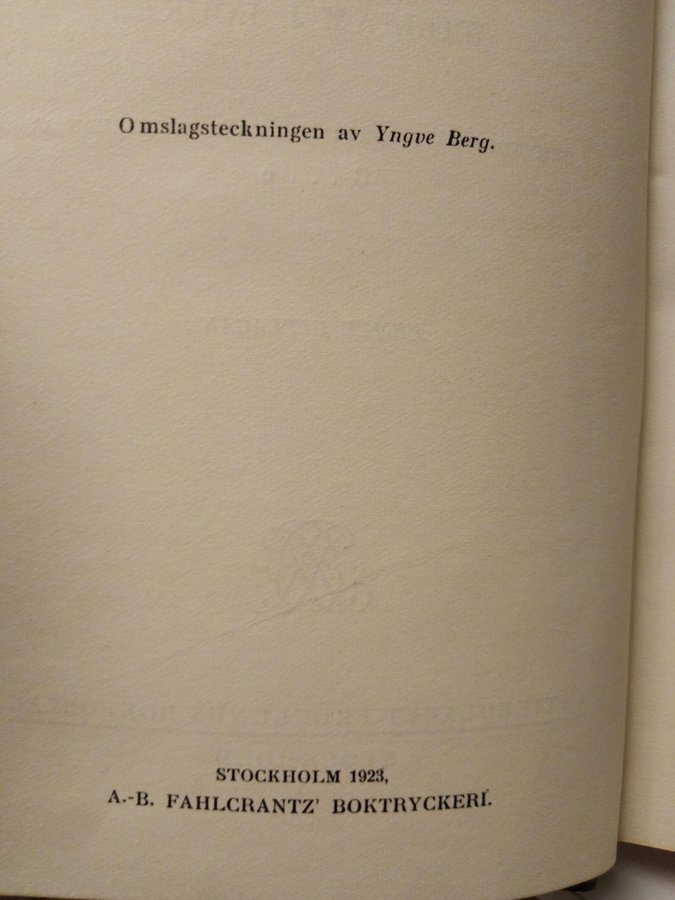 Omslagsteckningen av Yngve Berg.
STOCKHOLM 1923,
A.-B. FAHLCRANTZ' BOKTRYCKERI.